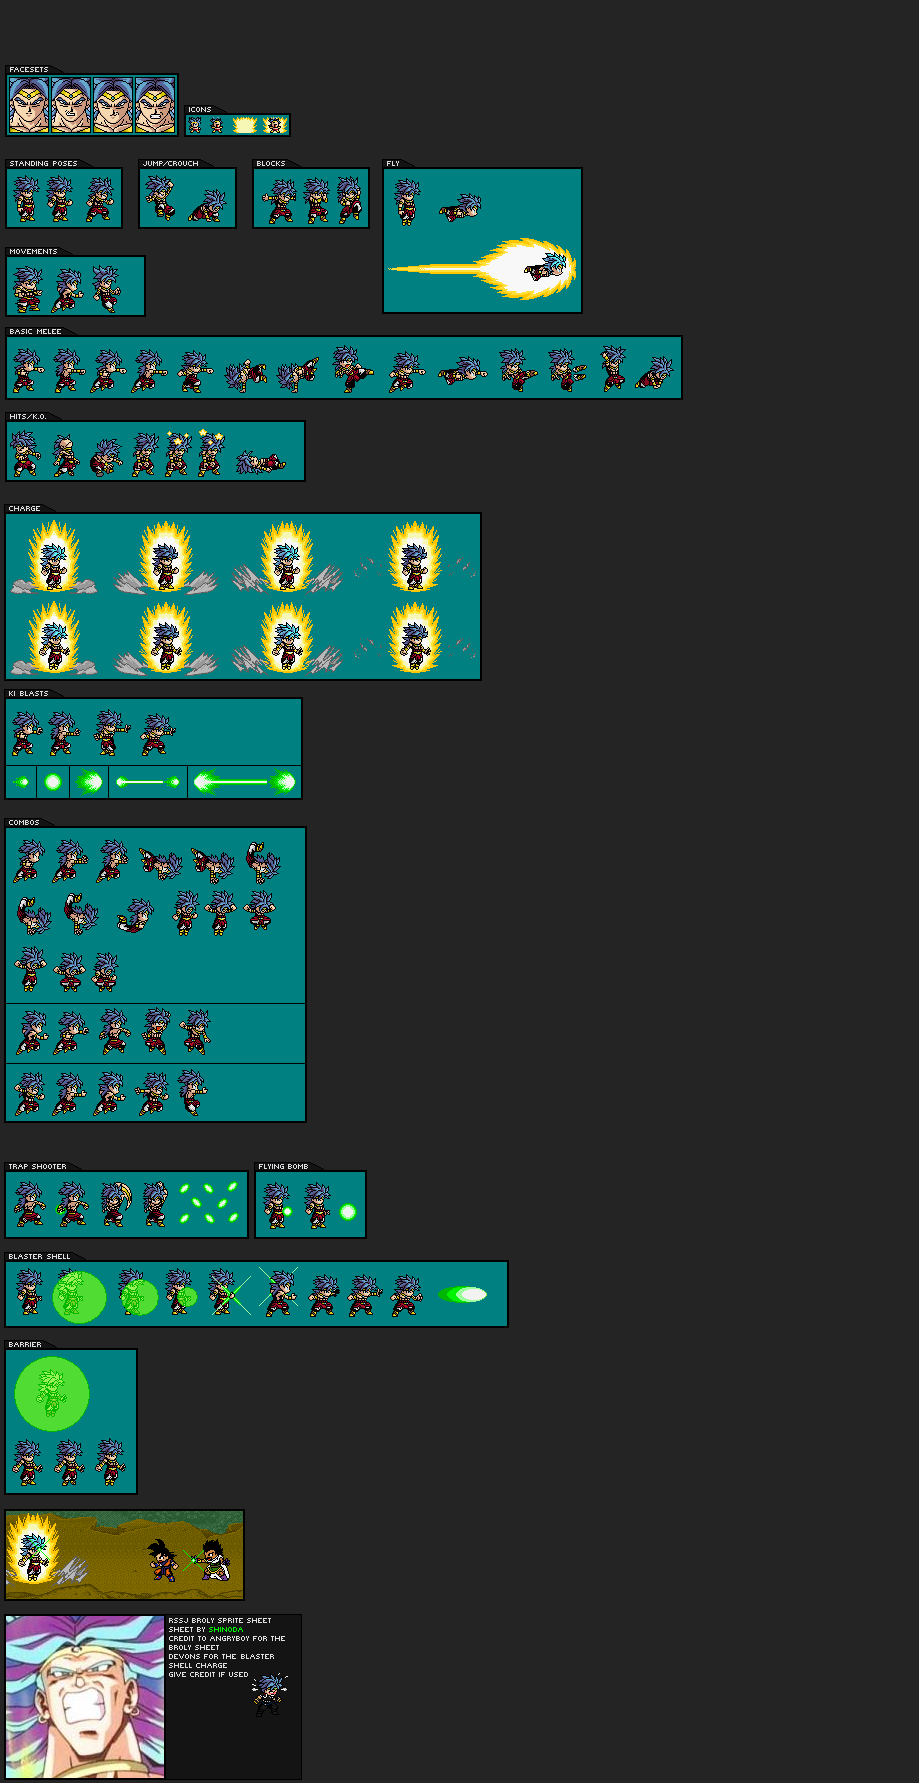 FACESETS
ICONS
STANDING POSES
JUMP/CROUCH
BLOCKS
FLY
MOVEMENTS
BASIC MELEE
HITS/K.O.
CHARGE
KI BLASTS
COMBOS
TRAP SHOOTER
FLYING BOMB
BLASTER SHELL
BARRIER
RSSJ BROLY SPRITE SHEET
SHEET BY SHINODA
CREDIT TO ANGRYBOY FOR THE
BROLY SHEET
DEVONS FOR THE BLASTER
SHELL CHARGE
GIVE CREDIT IF USED